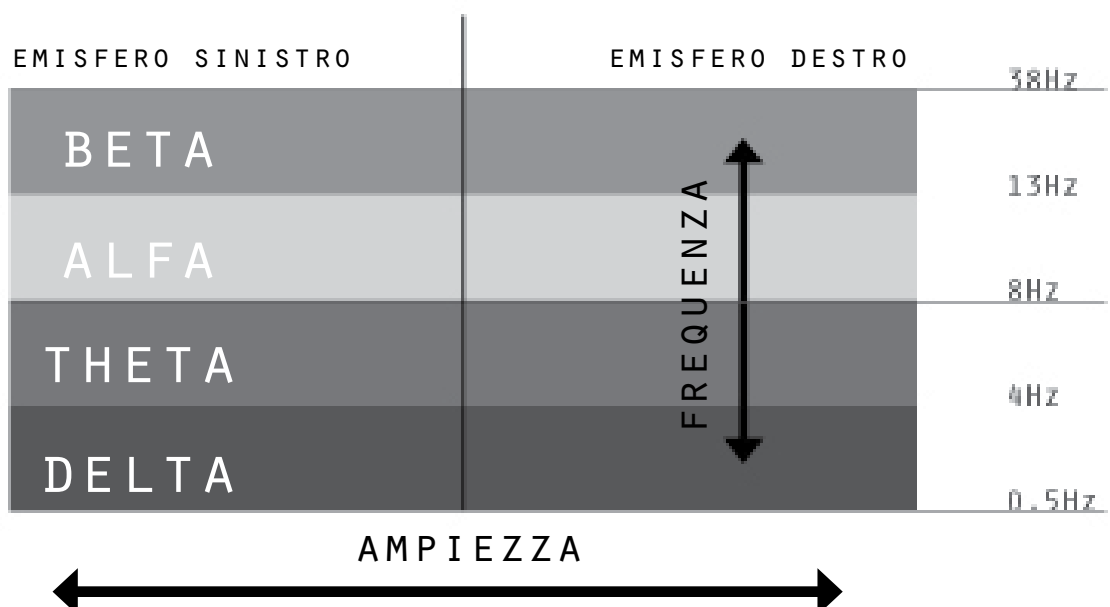 EMISFERO SINISTRO
EMISFERO DESTRO
38Hz
BETA
13Hz
ALFA
8Hz
FREQUENZA
THETA
4Hz
DELTA
0.5Hz
AMPIEZZA